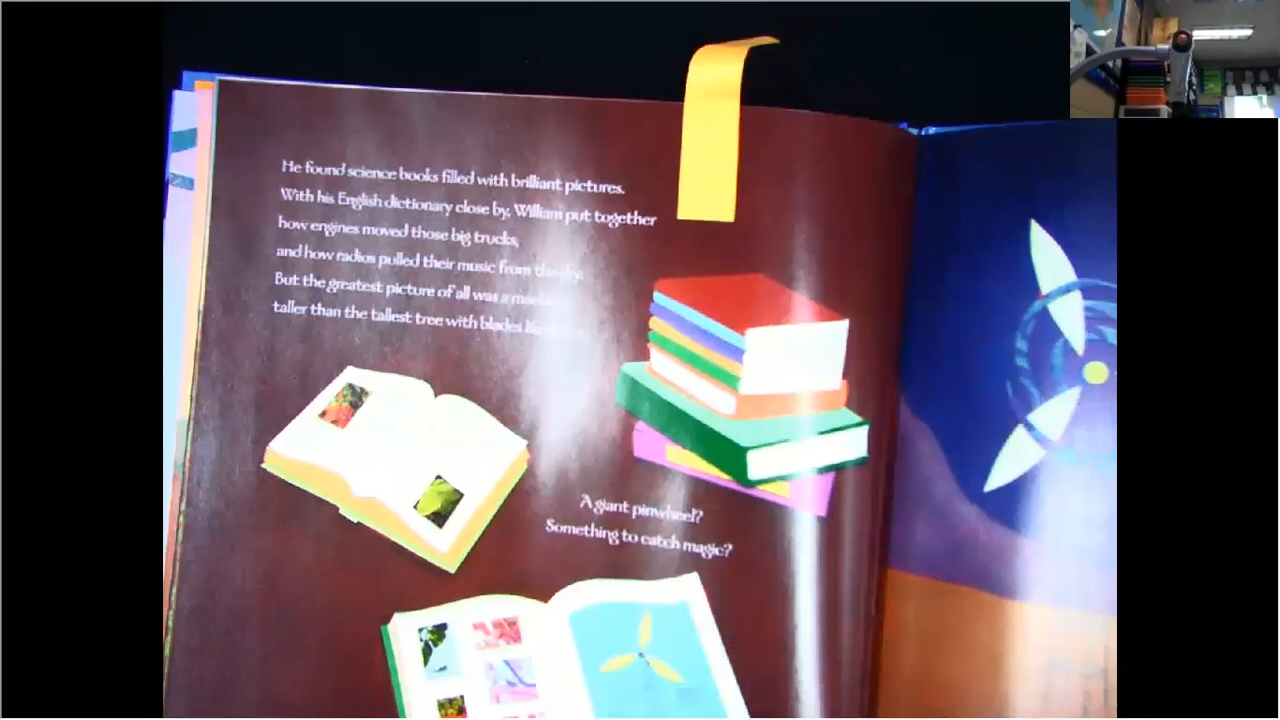 He found science books filled with brilliant pictures.
With his English dictionary close by, William put together
how engines moved those big trucks,
and how radios pulled their music from the sky.
But the greatest picture of all was a
taller than the tallest tree with blades
A giant pinwheel?
Something to catch magic?